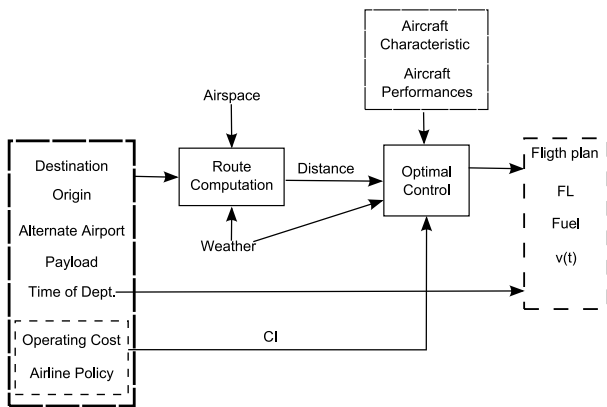 Aircraft
Characteristic
Aircraft
Performances
Airspace
Destination
Origin
Alternate Airport
Payload
Time of Dept.
Operating Cost
Airline Policy
Route
Computation
Distance
Weather
CI
Optimal
Control
Fligth plan
FL
Fuel
v(t)